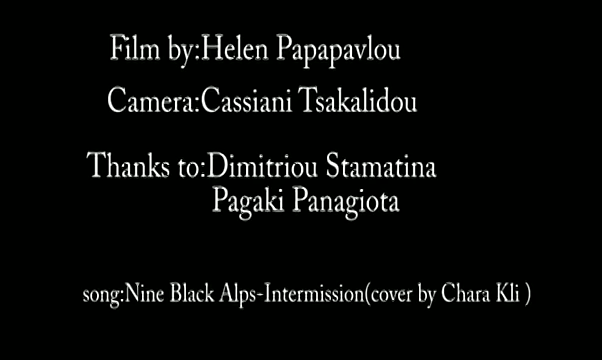 Film by:Helen Papapavlou
Camera:Cassiani Tsakalidou
Thanks to:Dimitriou Stamatina
Pagaki Panagiota
song:Nine Black Alps-Intermission(cover by Chara Kli )